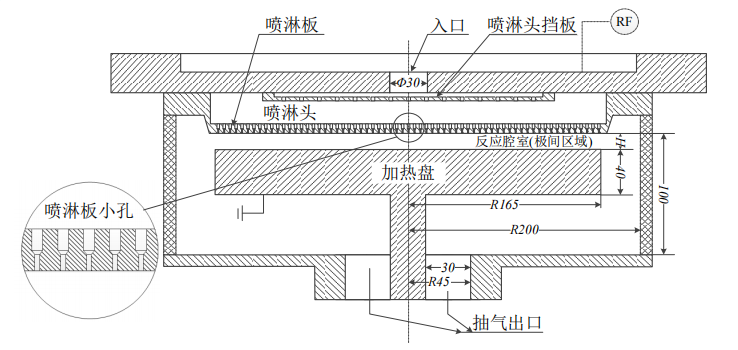 喷淋板
入口
喷淋头挡板
RF
Φ30
喷淋头
反应腔室(极间区域)
H
加热盘
40
100
喷淋板小孔
R165
R200
30
R45
抽气出口